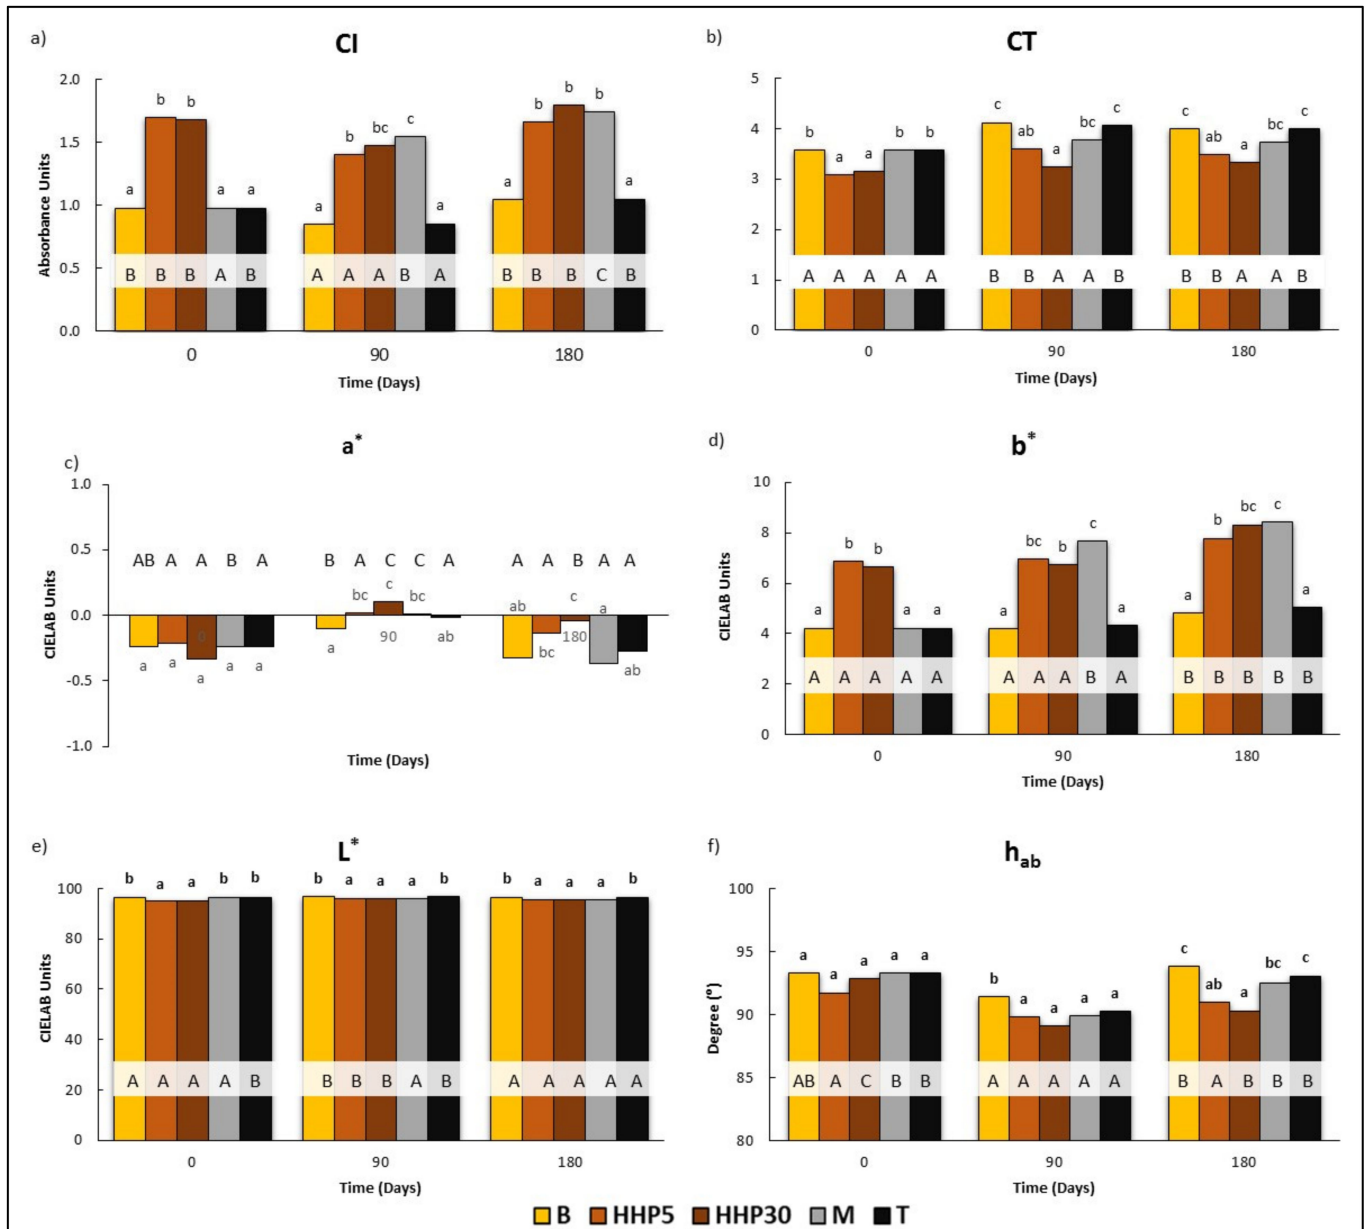 a)
CI
2.0
1.5
1.0
0.5
0.0
Absorbance Units
a b b a a
a b bc c a
a b b b a
B B B A B
A A A B A
B B B C B
0 90 180
Time (Days)
b)
CT
5
4
3
2
1
0
b a a b b
c ab a bc c
c ab a bc c
A A A A A
B B A A B
B B A A B
0 90 180
Time (Days)
c)
a*
1.0
0.5
0.0
-0.5
-1.0
CIELAB Units
AB A A B A
B A C C A
A A B A A
a a a a a
a bc c bc ab
ab bc c a ab
0 90 180
Time (Days)
d)
b*
10
8
6
4
2
0
CIELAB Units
a b b a a
a bc b c a
a b bc c a
A A A A A
A A A B A
B B B B B
0 90 180
Time (Days)
e)
L*
100
80
60
40
20
0
CIELAB Units
b a a b b
b a a a b
b a a a b
A A A A B
B B B A B
A A A A A
0 90 180
Time (Days)
f)
hab
100
95
90
85
80
Degree (°)
a a a a a
b a a a a
c ab a bc c
AB A C B B
A A A A A
B A B B B
0 90 180
Time (Days)
B HHP5 HHP30 M T